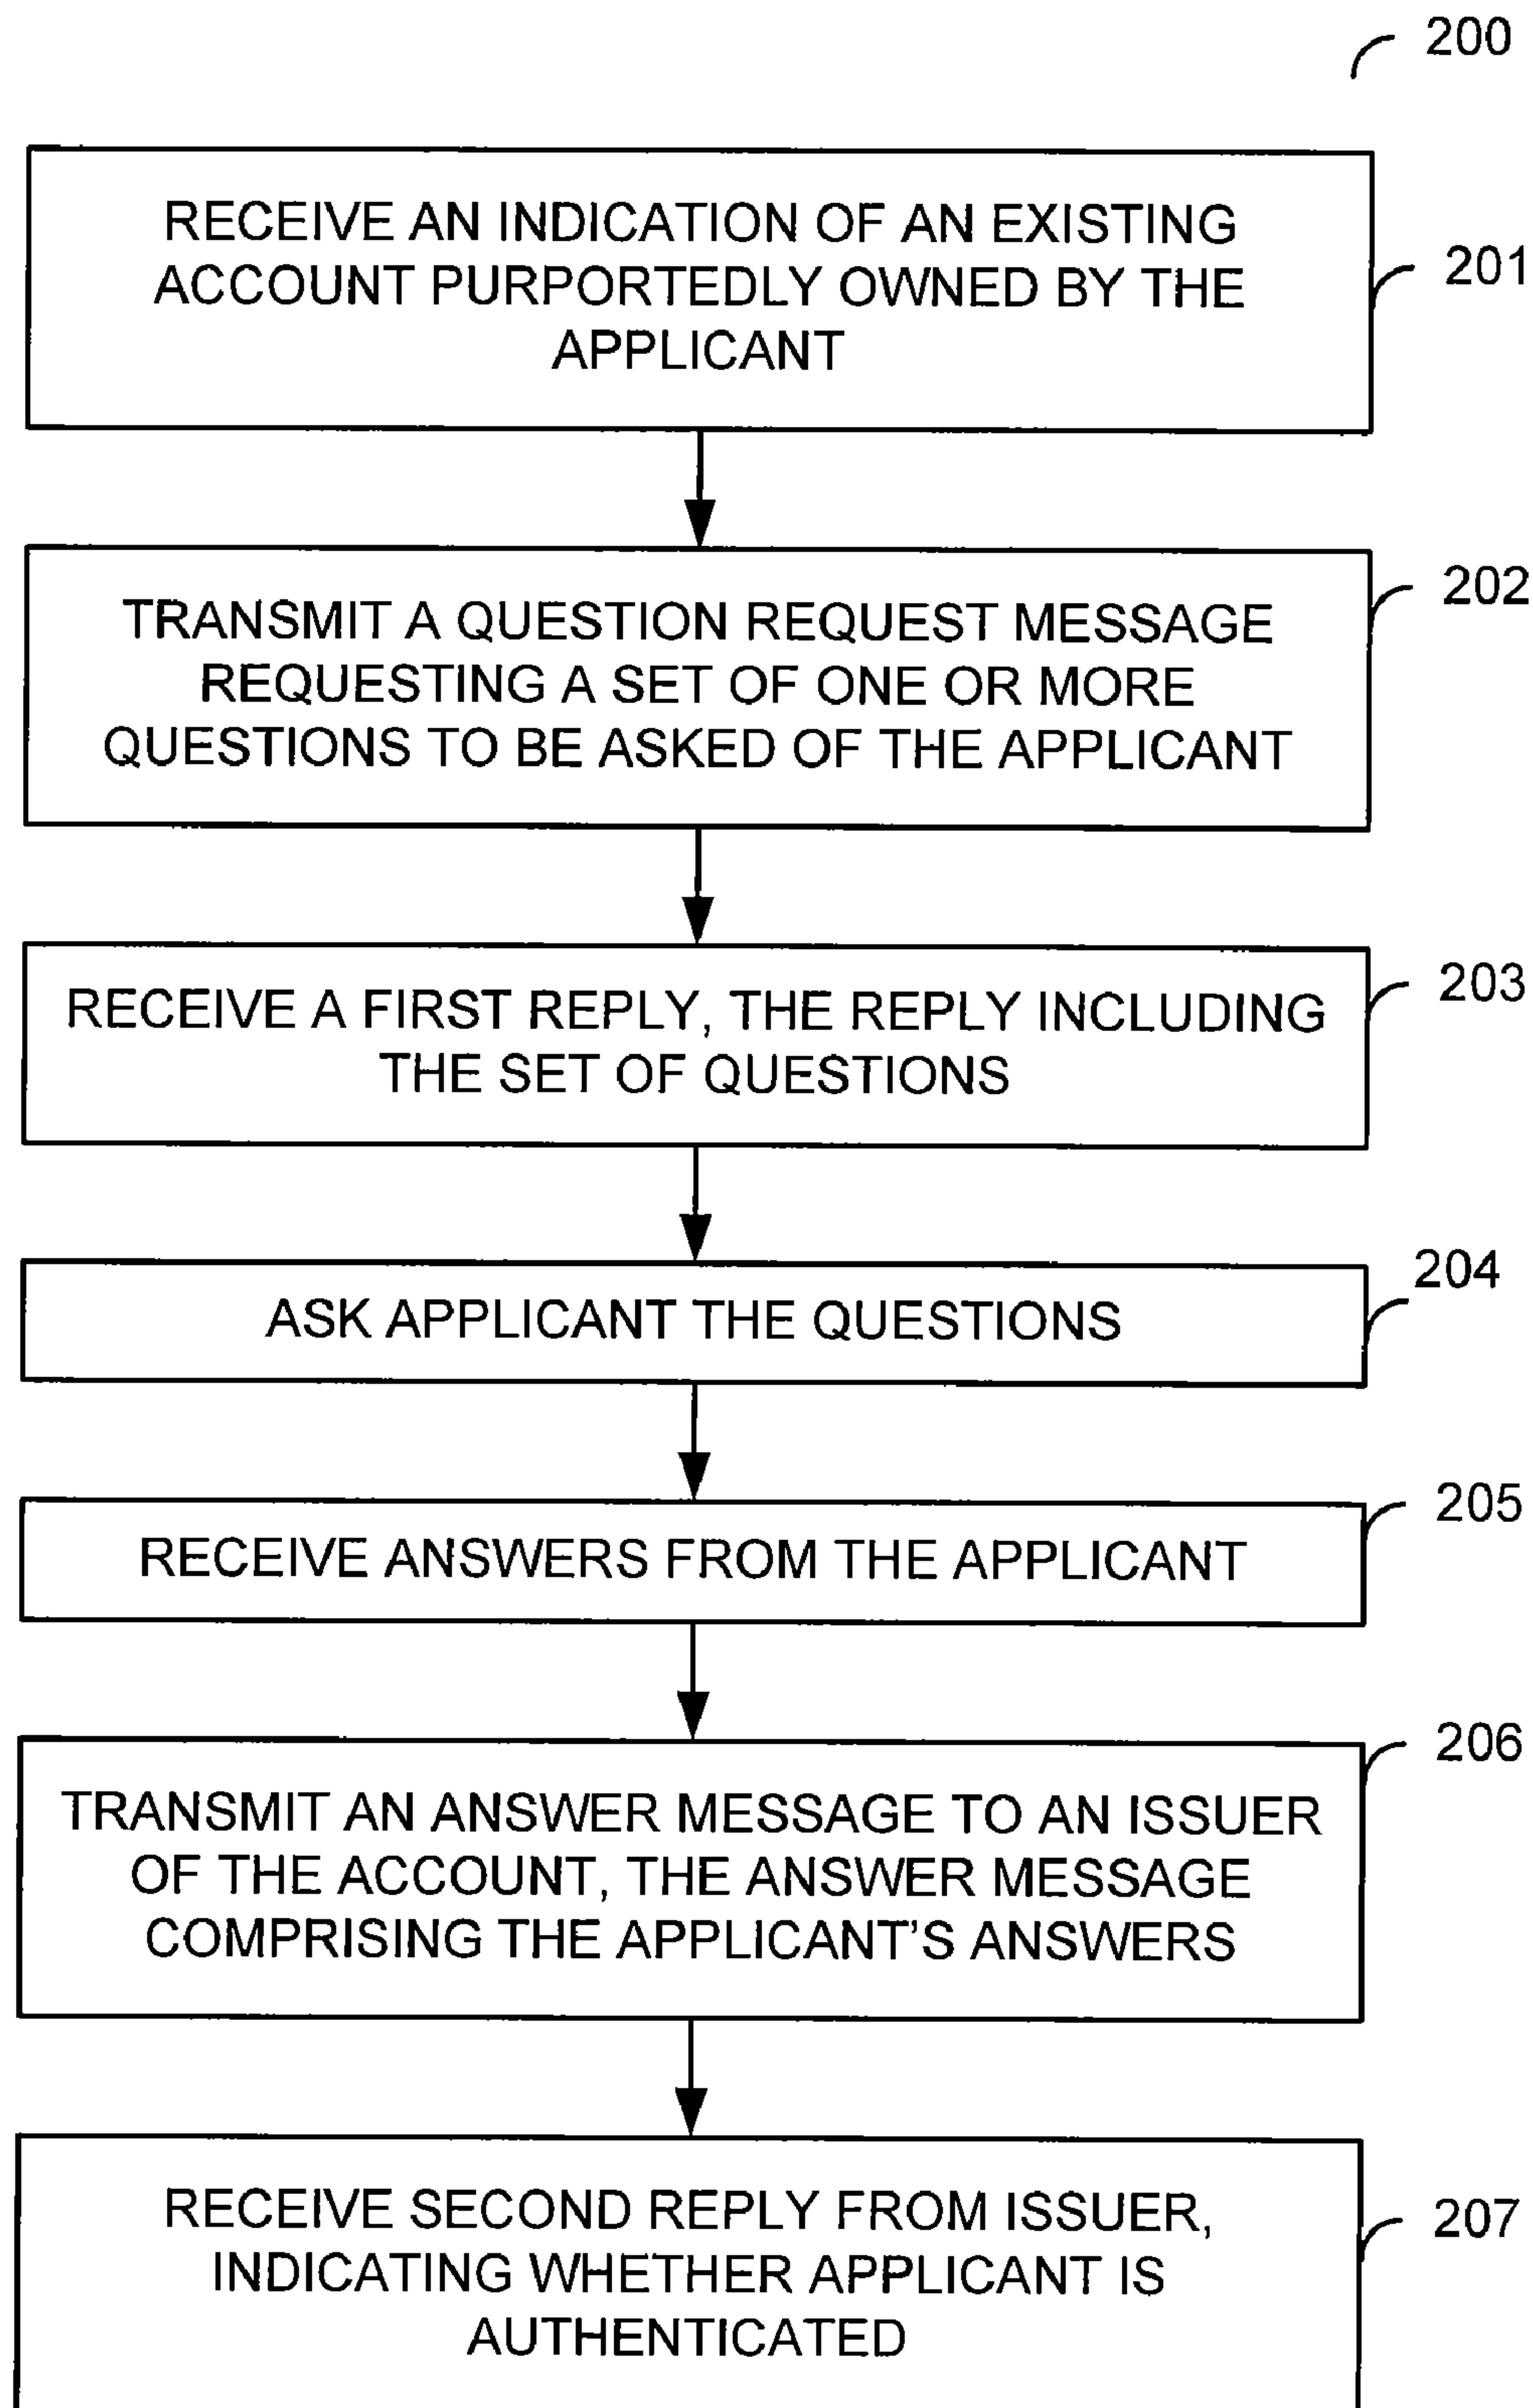 200
RECEIVE AN INDICATION OF AN EXISTING
ACCOUNT PURPORTEDLY OWNED BY THE
APPLICANT
201
TRANSMIT A QUESTION REQUEST MESSAGE
REQUESTING A SET OF ONE OR MORE
QUESTIONS TO BE ASKED OF THE APPLICANT
202
RECEIVE A FIRST REPLY, THE REPLY INCLUDING
THE SET OF QUESTIONS
203
ASK APPLICANT THE QUESTIONS
204
RECEIVE ANSWERS FROM THE APPLICANT
205
TRANSMIT AN ANSWER MESSAGE TO AN ISSUER
OF THE ACCOUNT, THE ANSWER MESSAGE
COMPRISING THE APPLICANT'S ANSWERS
206
RECEIVE SECOND REPLY FROM ISSUER,
INDICATING WHETHER APPLICANT IS
AUTHENTICATED
207